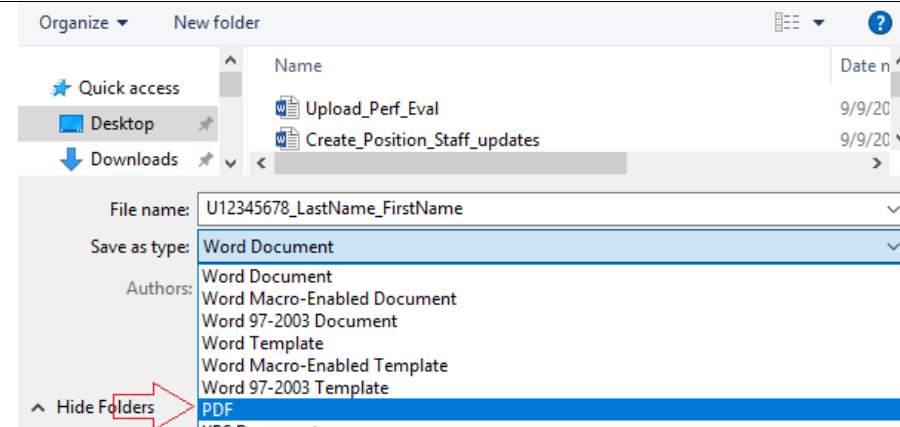 Organize New folder ?
Name Date n
Quick access
Desktop
Downloads
Upload_Perf_Eval 9/9/20
Create_Position_Staff_updates 9/9/20
File name: U12345678_LastName_FirstName
Save as type: Word Document
Authors:
Word Document
Word Macro-Enabled Document
Word 97-2003 Document
Word Template
Word Macro-Enabled Template
Word 97-2003 Template
Hide Folders
PDF